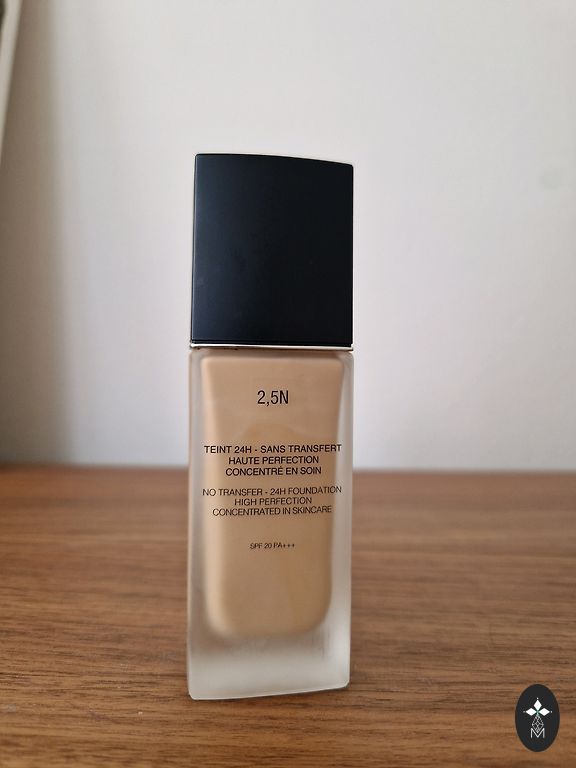 2,5N
TEINT 24H - SANS TRANSFERT
HAUTE PERFECTION
CONCENTRÉ EN SOIN
NO TRANSFER - 24H FOUNDATION
HIGH PERFECTION
CONCENTRATED IN SKINCARE
SPF 20 PA+++
M